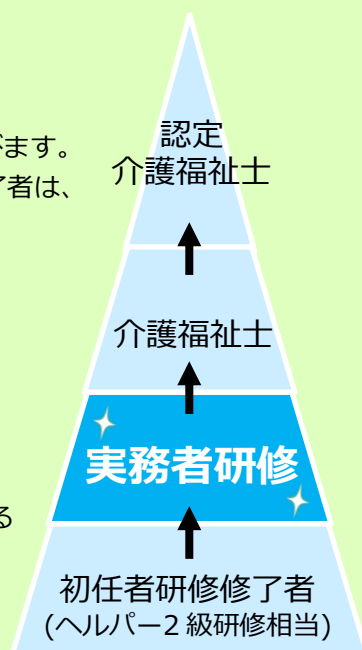 びます。
了者は、
る
認定
介護福祉士
介護福祉士
実務者研修
初任者研修修了者
(ヘルパー2 級研修相当)